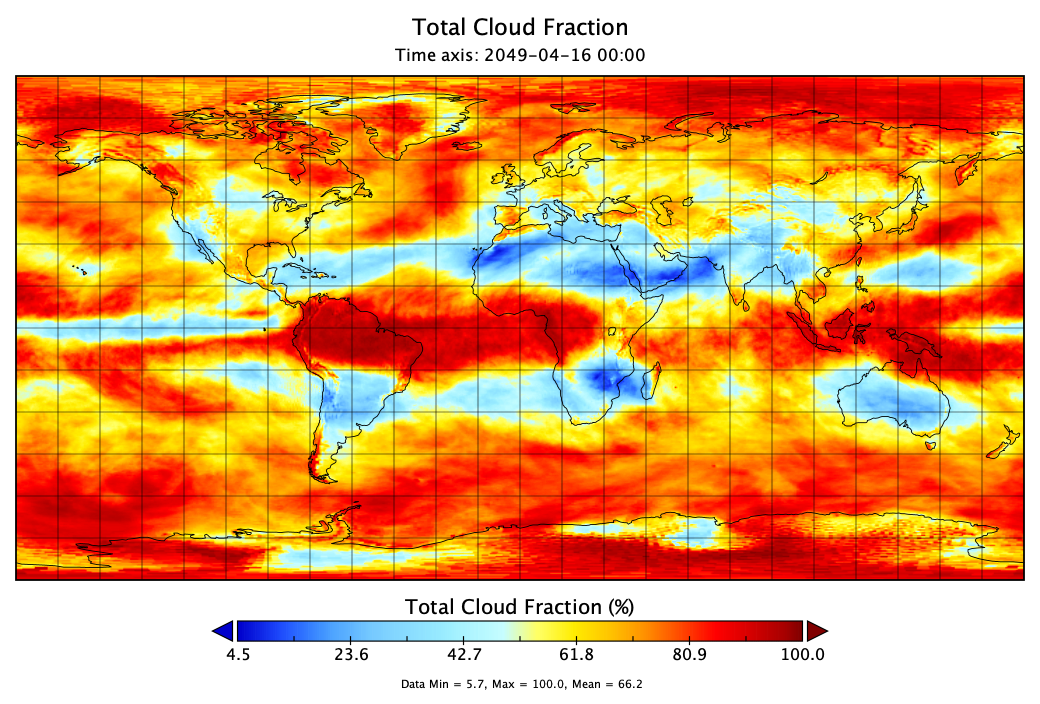 Total Cloud Fraction
Time axis: 2049-04-16 00:00
Total Cloud Fraction (%)
4.5 23.6 42.7 61.8 80.9 100.0
Data Min = 5.7, Max = 100.0, Mean = 66.2